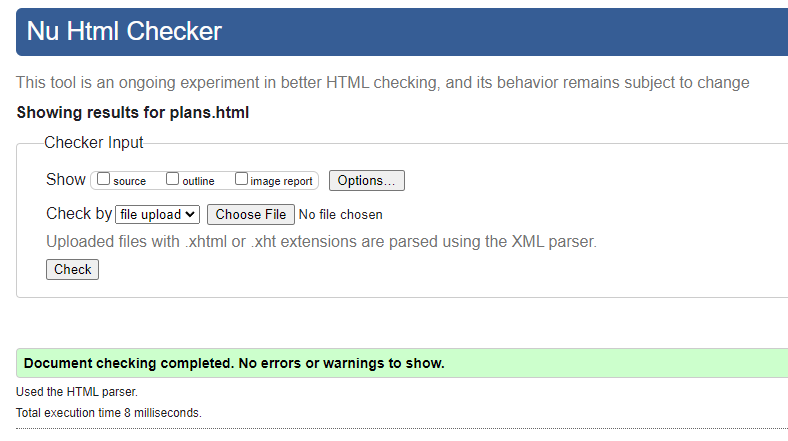 Nu Html Checker
This tool is an ongoing experiment in better HTML checking, and its behavior remains subject to change
Showing results for plans.html
Checker Input
Show source outline image report Options...
Check by file upload Choose File No file chosen
Uploaded files with .xhtml or .xht extensions are parsed using the XML parser.
Check
Document checking completed. No errors or warnings to show.
Used the HTML parser.
Total execution time 8 milliseconds.